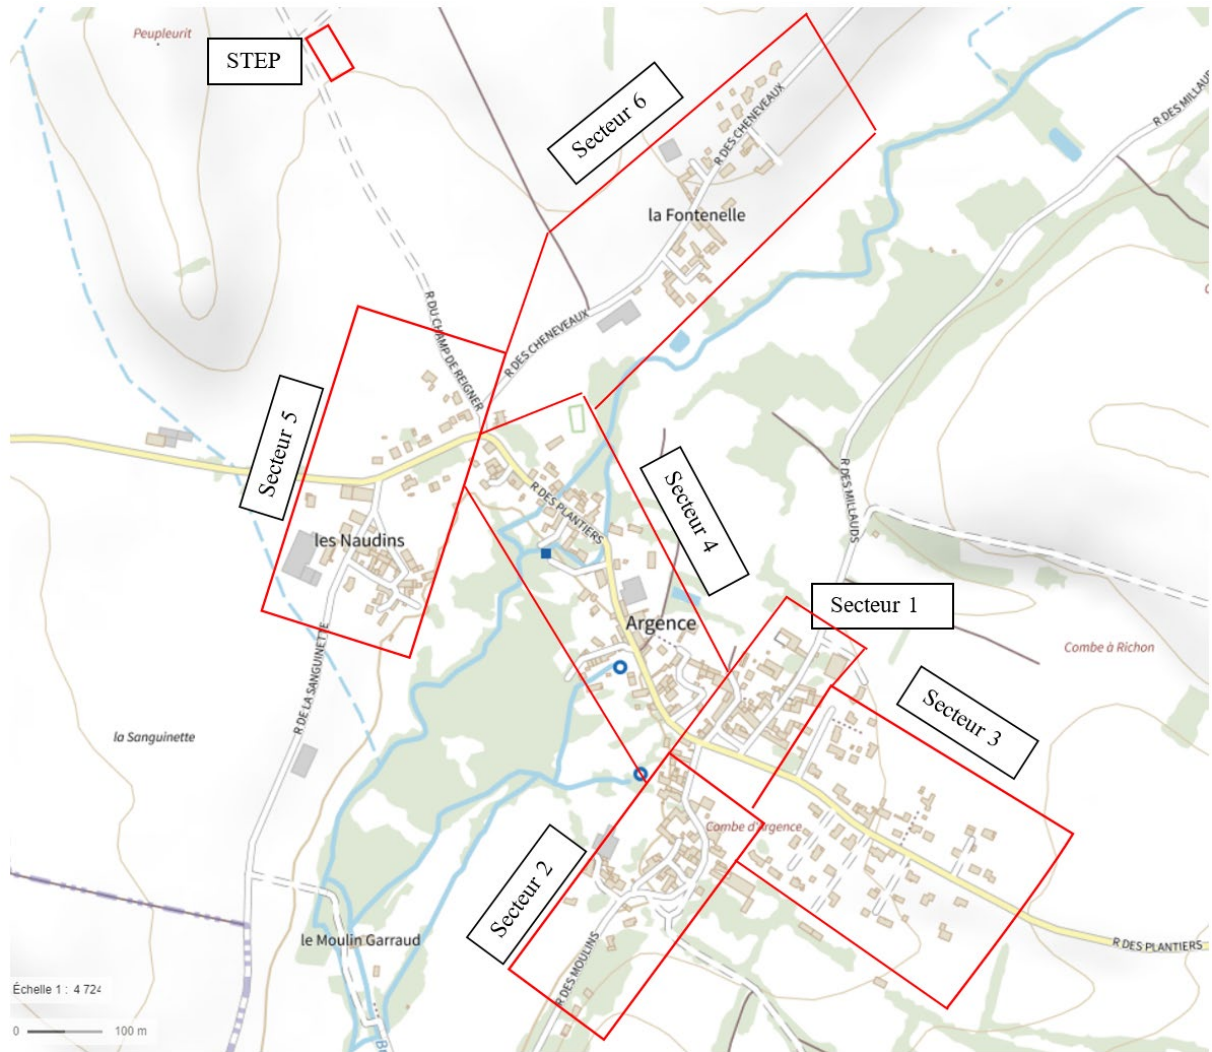 Peupleurit
STEP
Secteur 6
R DES CHENEVEAUX
R DES MILLAUDS
la Fontenelle
R DU CHAMP DE REIGNER
R DES CHENEVEAUX
Secteur 5
R DES MILLAUDS
R DES PLANTIERS
Secteur 4
les Naudins
Secteur 1
Argence
Combe à Richon
R DE LA SANGUINETTE
Secteur 3
la Sanguinette
Combe d'Argence
Secteur 2
le Moulin Garraud
R DES PLANTIERS
R DES MOULINS
Échelle 1 : 4 724
0 100 m